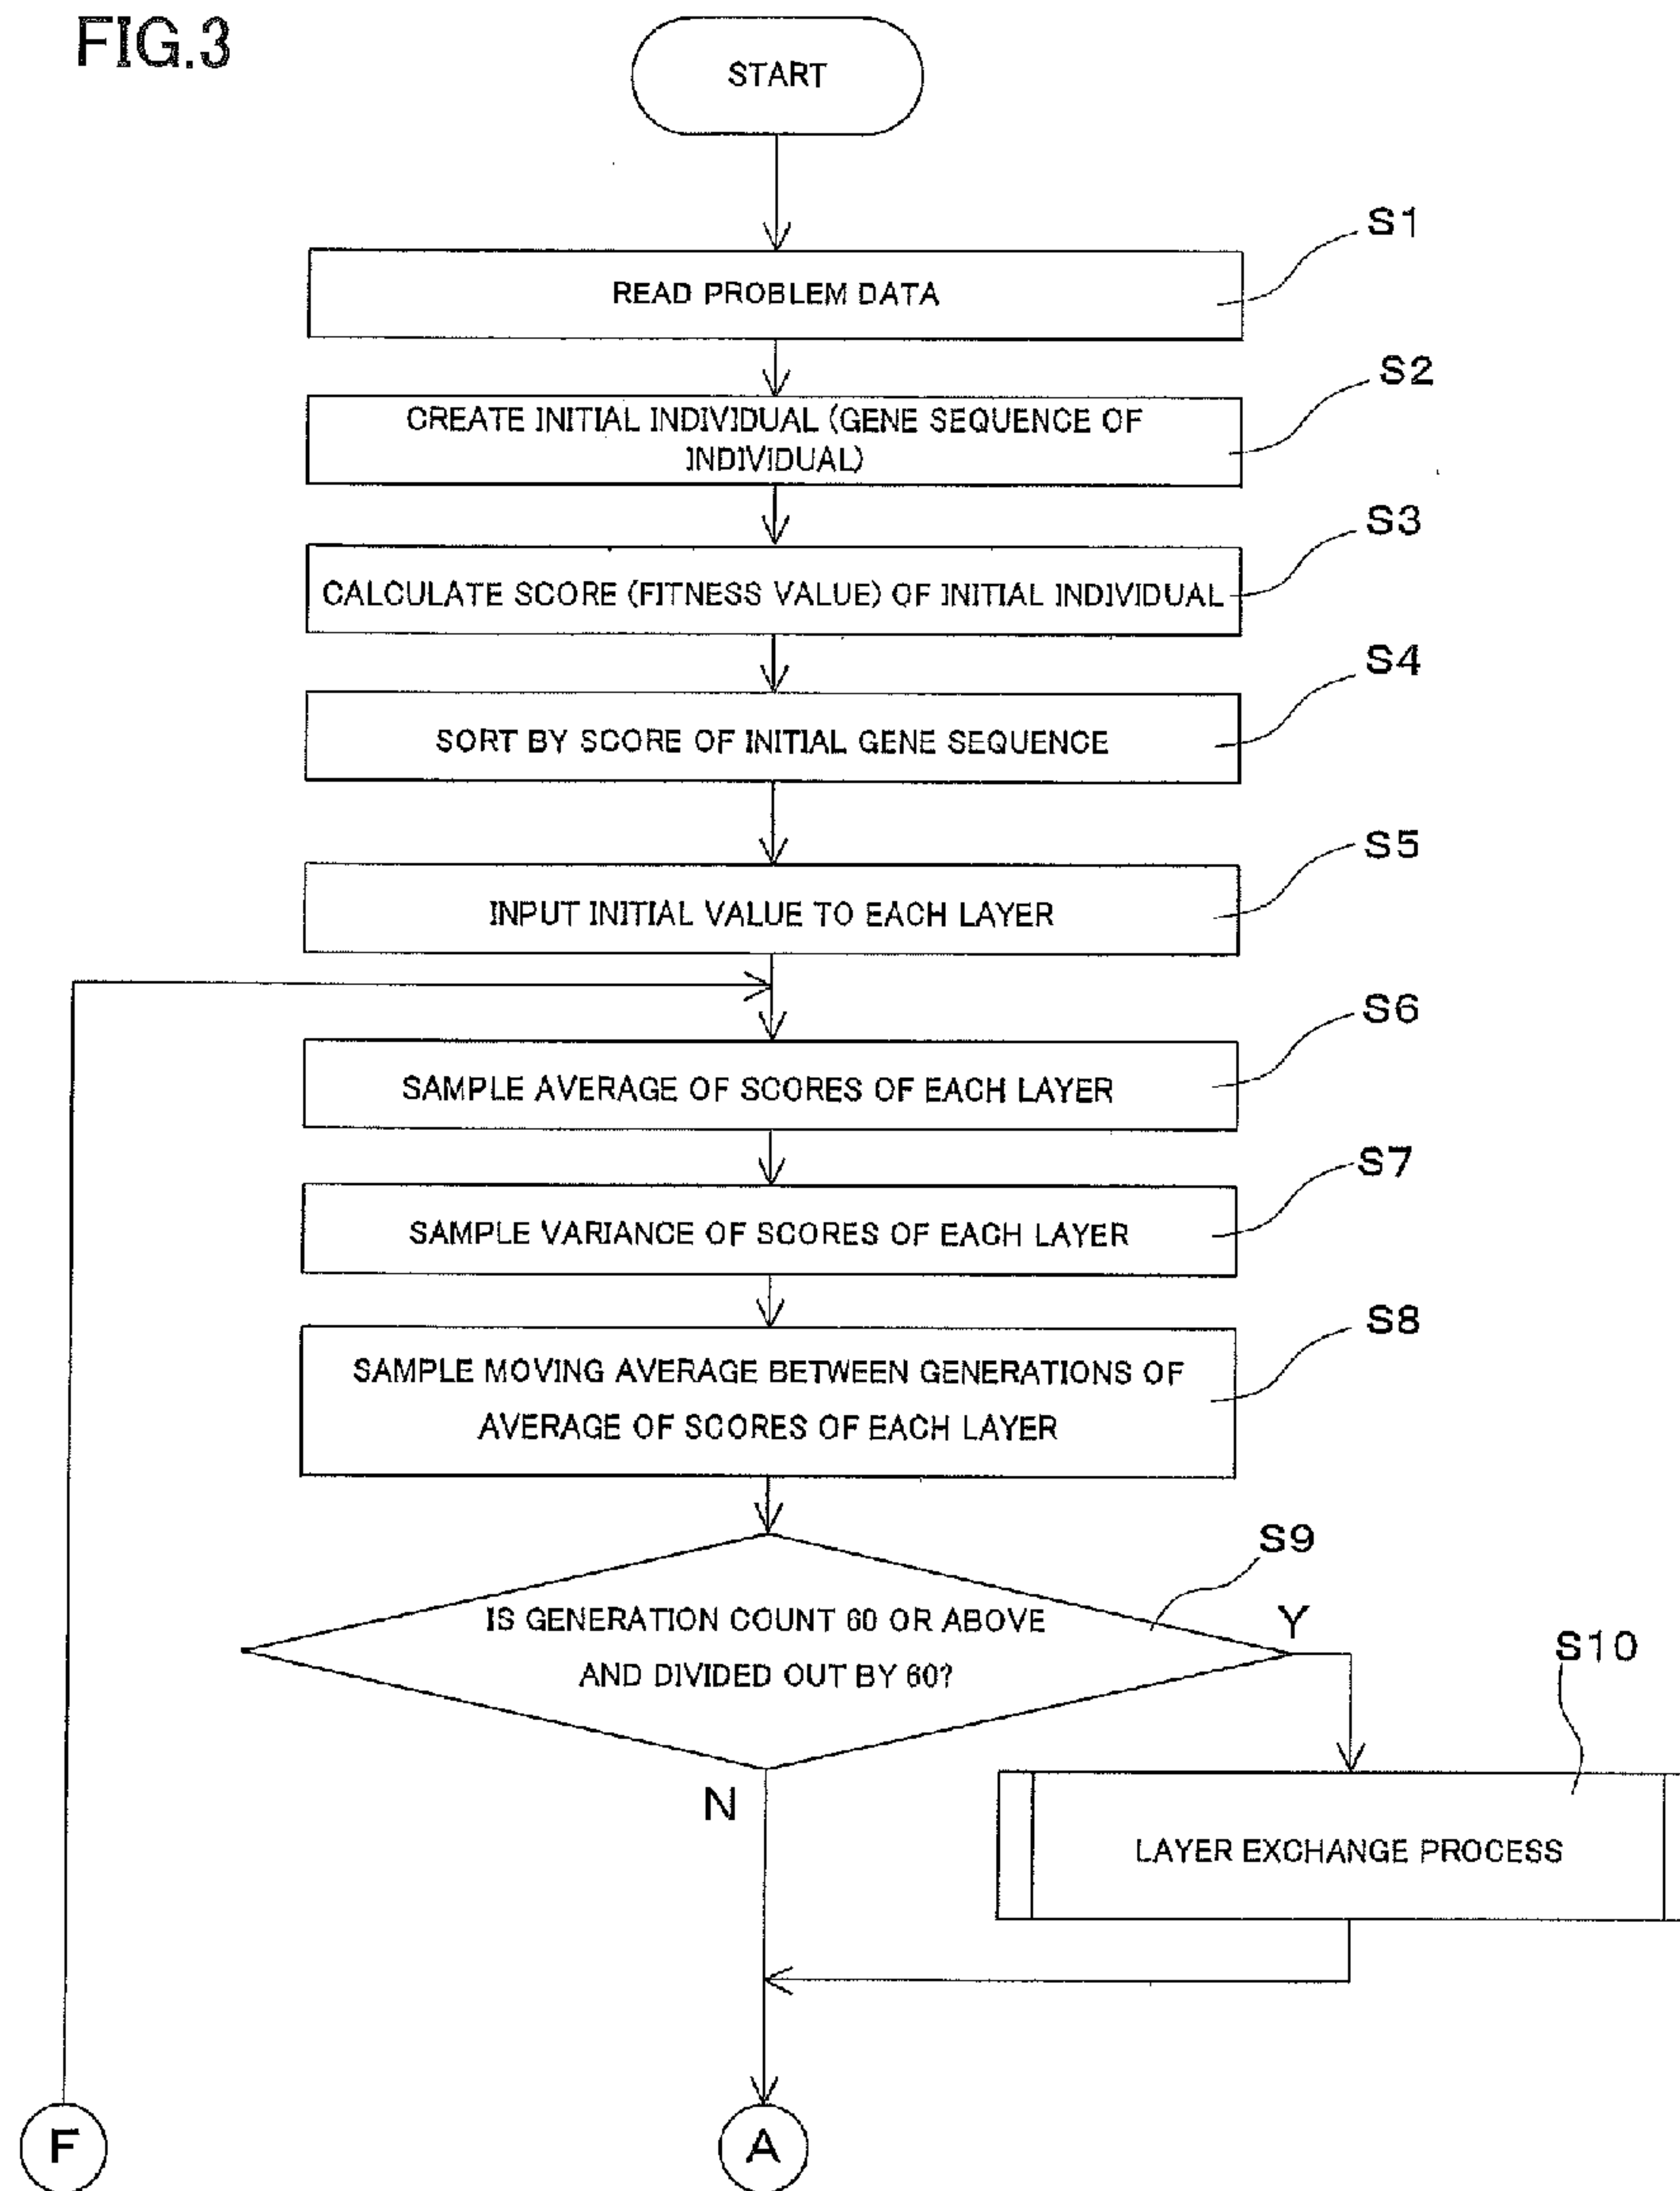 FIG.3
START
S1
READ PROBLEM DATA
S2
CREATE INITIAL INDIVIDUAL (GENE SEQUENCE OF
INDIVIDUAL)
S3
CALCULATE SCORE (FITNESS VALUE) OF INITIAL INDIVIDUAL
S4
SORT BY SCORE OF INITIAL GENE SEQUENCE
S5
INPUT INITIAL VALUE TO EACH LAYER
S6
SAMPLE AVERAGE OF SCORES OF EACH LAYER
S7
SAMPLE VARIANCE OF SCORES OF EACH LAYER
S8
SAMPLE MOVING AVERAGE BETWEEN GENERATIONS OF
AVERAGE OF SCORES OF EACH LAYER
S9
IS GENERATION COUNT 60 OR ABOVE
AND DIVIDED OUT BY 60?
Y
S10
N
LAYER EXCHANGE PROCESS
F
A